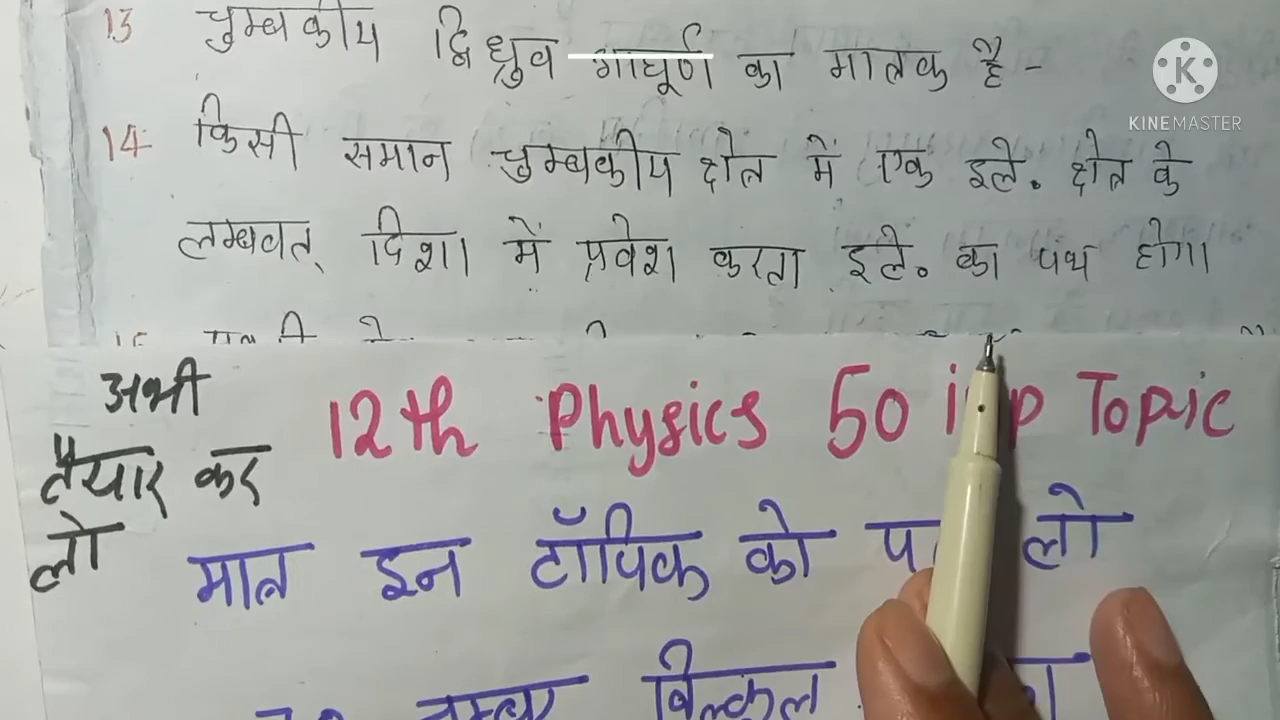 13 चुम्बकीय द्विध्रुव आघूर्ण का मात्रक है -
14 किसी समान चुम्बकीय क्षेत्र में एक इले. क्षेत्र के
लम्बवत् दिशा में प्रवेश करता इले. का पथ होगा
KINEMASTER
अभी
तैयार कर
लो
12th Physics 50 imp Topic
मात्र इन टॉपिक को लो
बिल्कुल